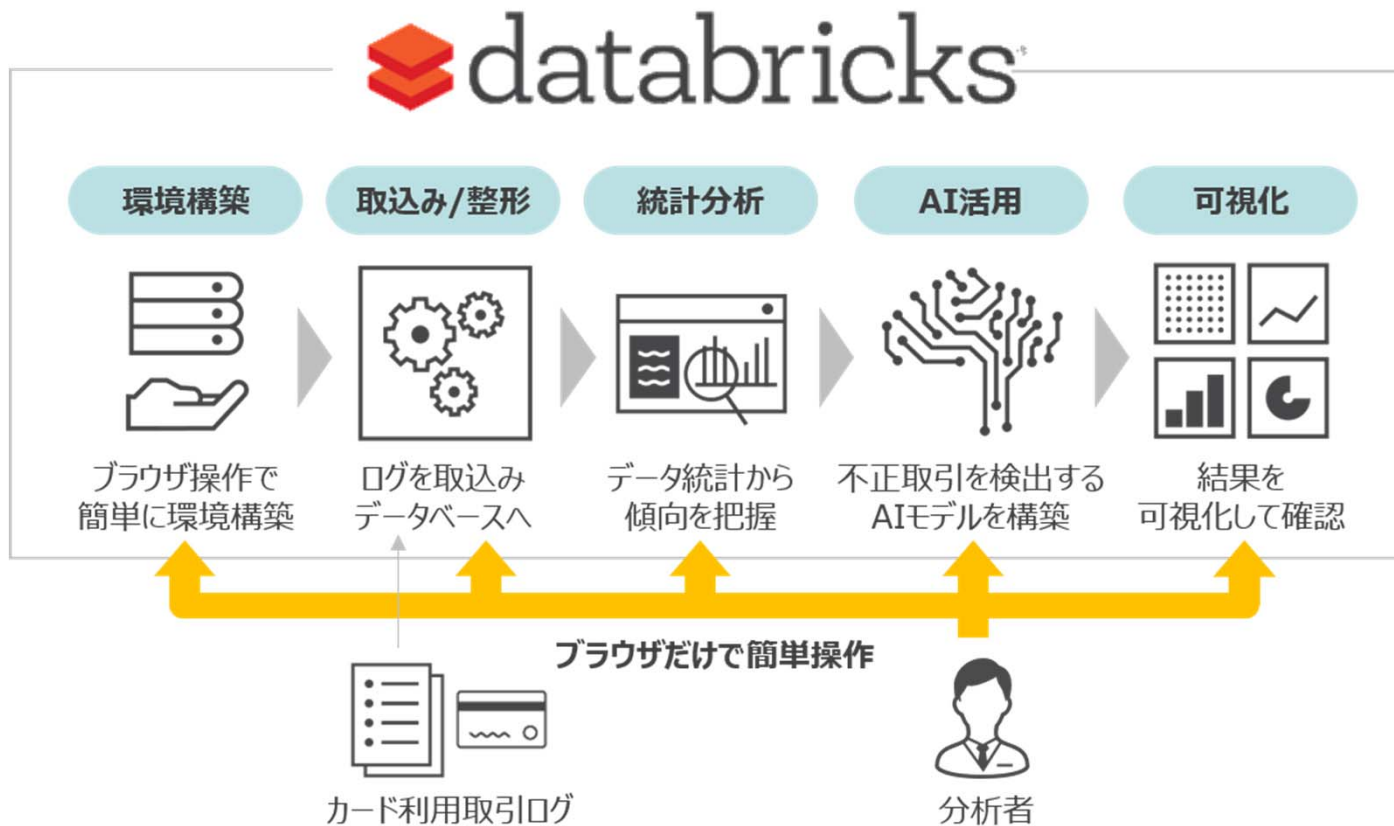 databricks
環境構築
取込み/整形
統計分析
AI活用
可視化
ブラウザ操作で
簡単に環境構築
ログを取込み
データベースへ
データ統計から
傾向を把握
不正取引を検出する
AIモデルを構築
結果を
可視化して確認
ブラウザだけで簡単操作
カード利用取引ログ
分析者